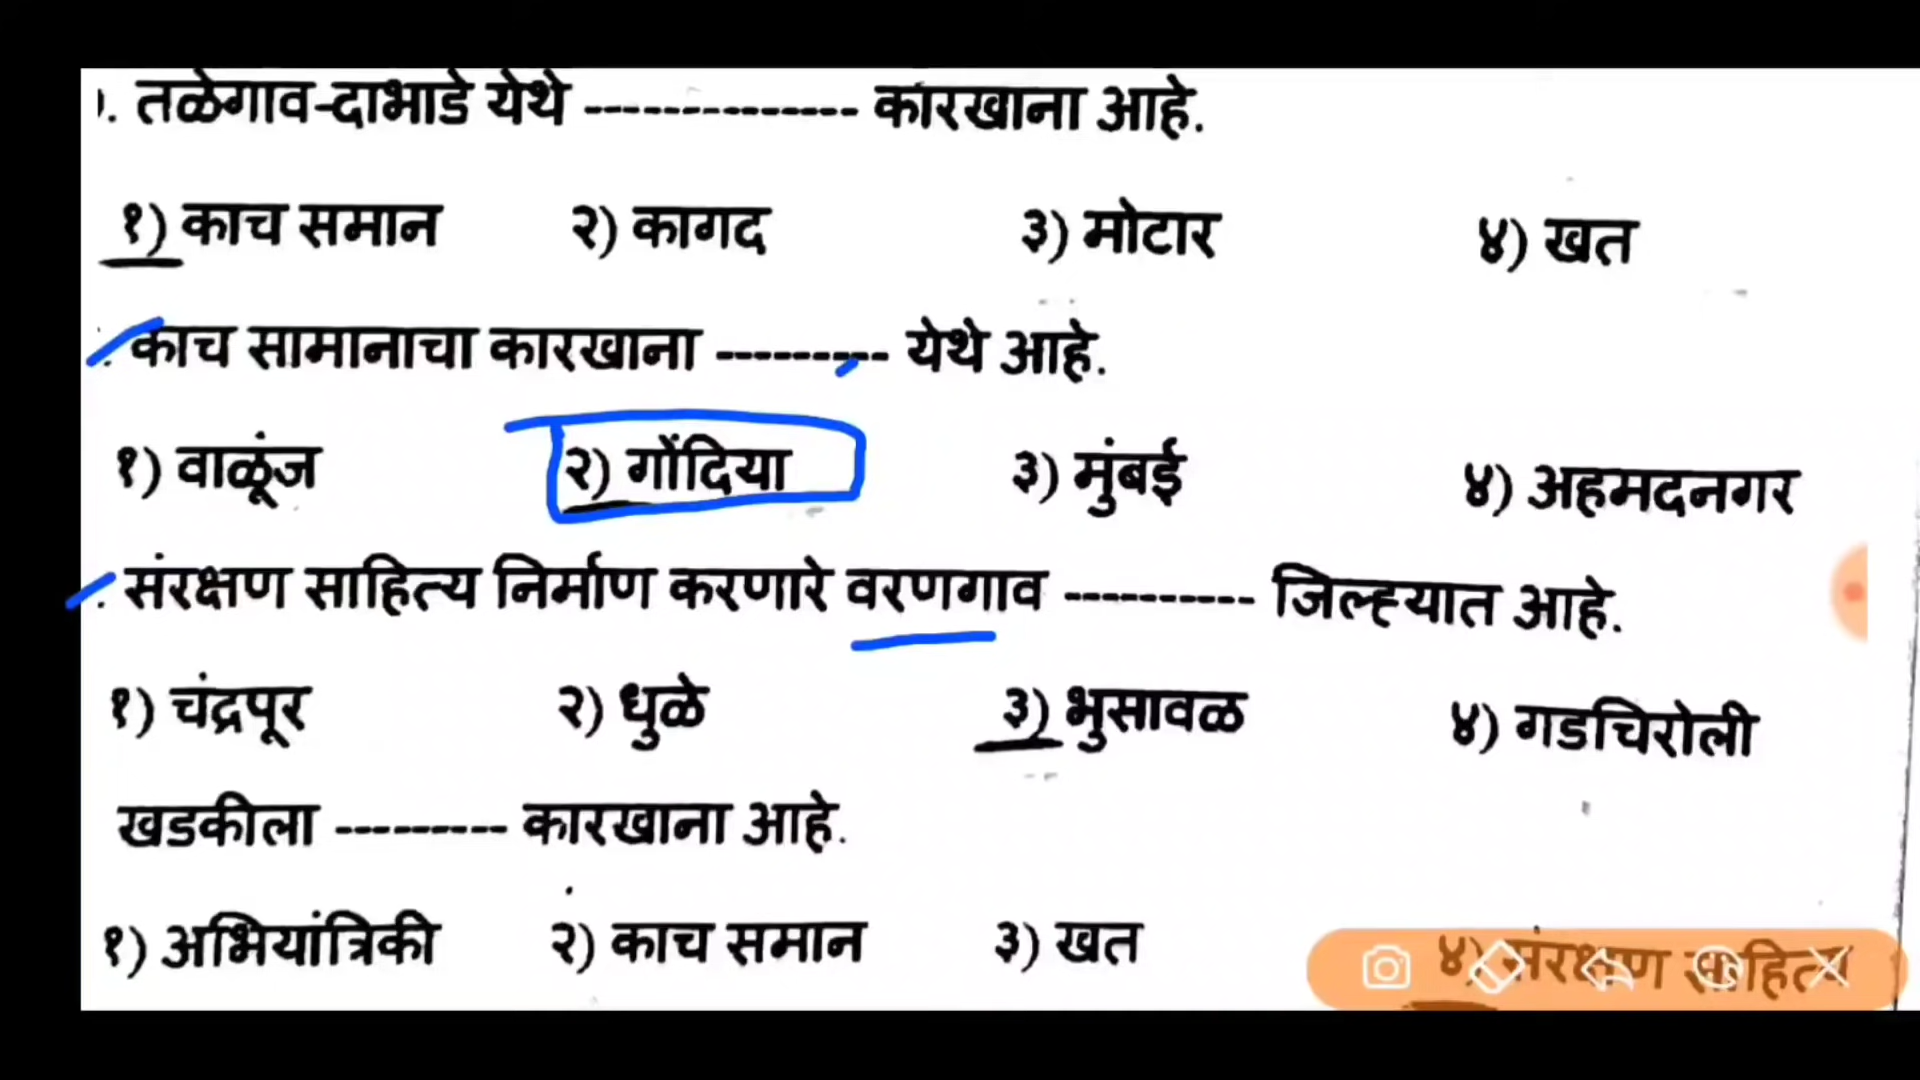 . तळेगाव-दाभाडे येथे -------------- कारखाना आहे.
१) काच समान २) कागद ३) मोटार ४) खत
. काच सामानाचा कारखाना --------- येथे आहे.
१) वाळूंज २) गोंदिया ३) मुंबई ४) अहमदनगर
. संरक्षण साहित्य निर्माण करणारे वरणगाव ---------- जिल्हयात आहे.
१) चंद्रपूर २) धुळे ३) भुसावळ ४) गडचिरोली
खडकीला --------- कारखाना आहे.
१) अभियांत्रिकी २) काच समान ३) खत ४) संरक्षण साहित्य